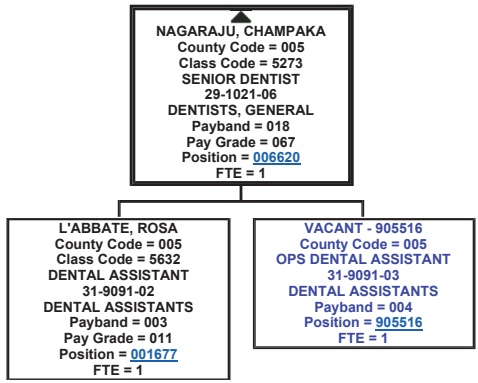 NAGARAJU, CHAMPAKA
County Code = 005
Class Code = 5273
SENIOR DENTIST
29-1021-06
DENTISTS, GENERAL
Payband = 018
Pay Grade = 067
Position = 006620
FTE = 1
L'ABBATE, ROSA
County Code = 005
Class Code = 5632
DENTAL ASSISTANT
31-9091-02
DENTAL ASSISTANTS
Payband = 003
Pay Grade = 011
Position = 001677
FTE = 1
VACANT - 905516
County Code = 005
OPS DENTAL ASSISTANT
31-9091-03
DENTAL ASSISTANTS
Payband = 004
Position = 905516
FTE = 1